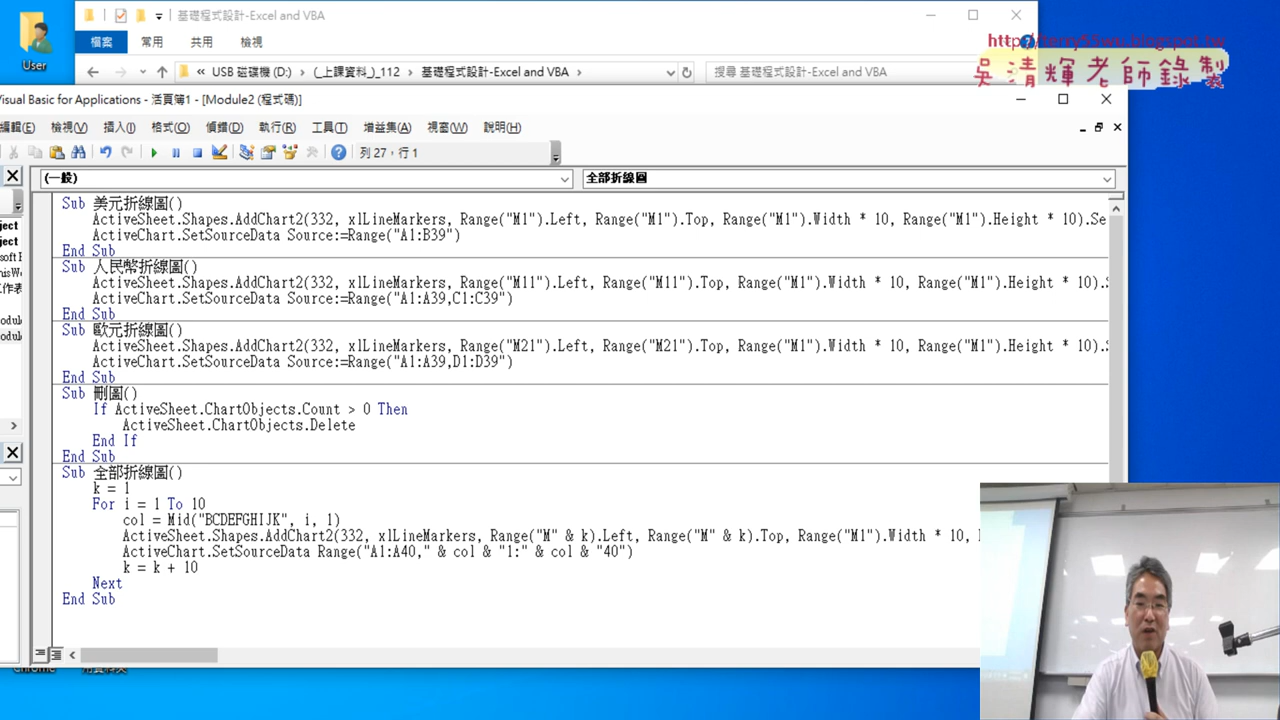 基礎程式設計-Excel and VBA
檔案 常用 共用 檢視
User
« USB 磁碟機 (D:) › (_上課資料_)_112 › 基礎程式設計-Excel and VBA ›
搜尋 基礎程式設計-Excel and VBA
http://terry55wu.blogspot.tw
吳清輝老師錄製
Visual Basic for Applications - 活頁簿1 - [Module2 (程式碼)]
編輯(E) 檢視(V) 插入(I) 格式(O) 偵錯(D) 執行(R) 工具(T) 增益集(A) 視窗(W) 說明(H)
列 27，行 1
(一般) 全部折線圖
Sub 美元折線圖()
ActiveSheet.Shapes.AddChart2(332, xlLineMarkers, Range("M1").Left, Range("M1").Top, Range("M1").Width * 10, Range("M1").Height * 10).Se
ActiveChart.SetSourceData Source:=Range("A1:B39")
End Sub
Sub 人民幣折線圖()
ActiveSheet.Shapes.AddChart2(332, xlLineMarkers, Range("M11").Left, Range("M11").Top, Range("M1").Width * 10, Range("M1").Height * 10).S
ActiveChart.SetSourceData Source:=Range("A1:A39,C1:C39")
End Sub
Sub 歐元折線圖()
ActiveSheet.Shapes.AddChart2(332, xlLineMarkers, Range("M21").Left, Range("M21").Top, Range("M1").Width * 10, Range("M1").Height * 10).S
ActiveChart.SetSourceData Source:=Range("A1:A39,D1:D39")
End Sub
Sub 刪圖()
If ActiveSheet.ChartObjects.Count > 0 Then
ActiveSheet.ChartObjects.Delete
End If
End Sub
Sub 全部折線圖()
k = 1
For i = 1 To 10
col = Mid("BCDEFGHIJK", i, 1)
ActiveSheet.Shapes.AddChart2(332, xlLineMarkers, Range("M" & k).Left, Range("M" & k).Top, Range("M1").Width * 10,
ActiveChart.SetSourceData Range("A1:A40," & col & "1:" & col & "40")
k = k + 10
Next
End Sub